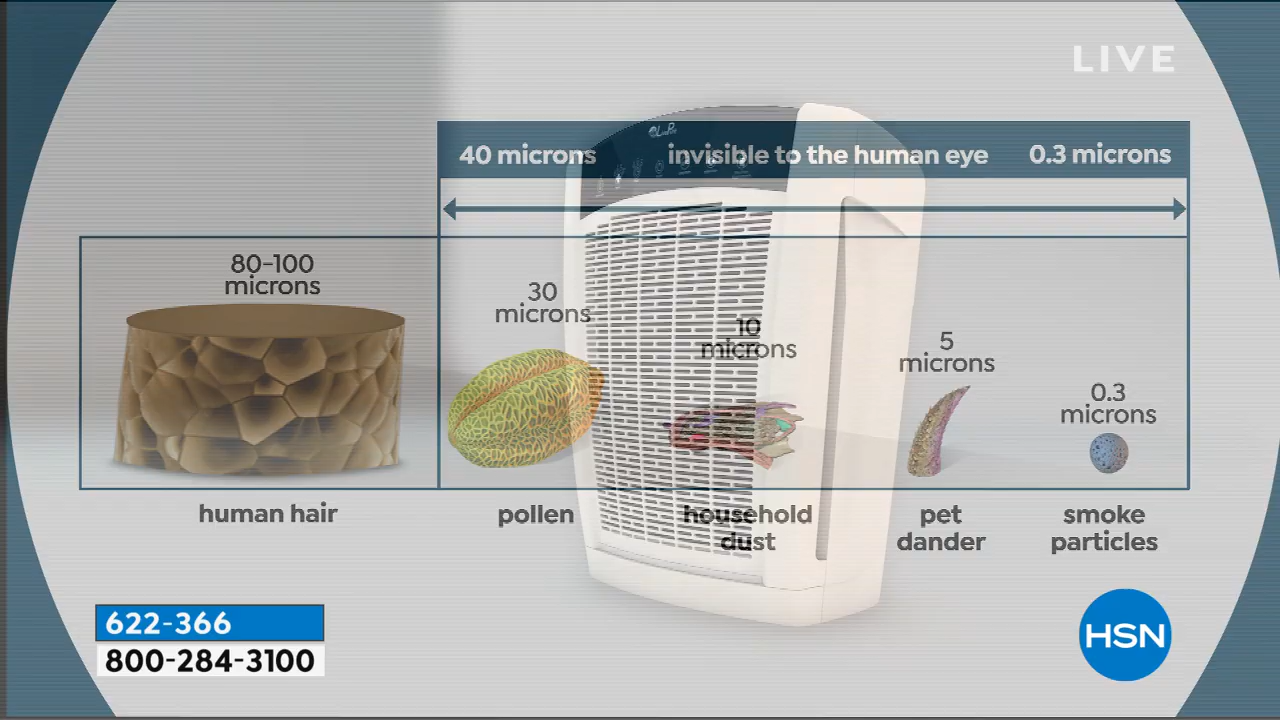 LIVE
40 microns invisible to the human eye 0.3 microns
80-100
microns
30
microns
10
microns
5
microns
0.3
microns
human hair
pollen
household
dust
pet
dander
smoke
particles
622-366
800-284-3100
HSN